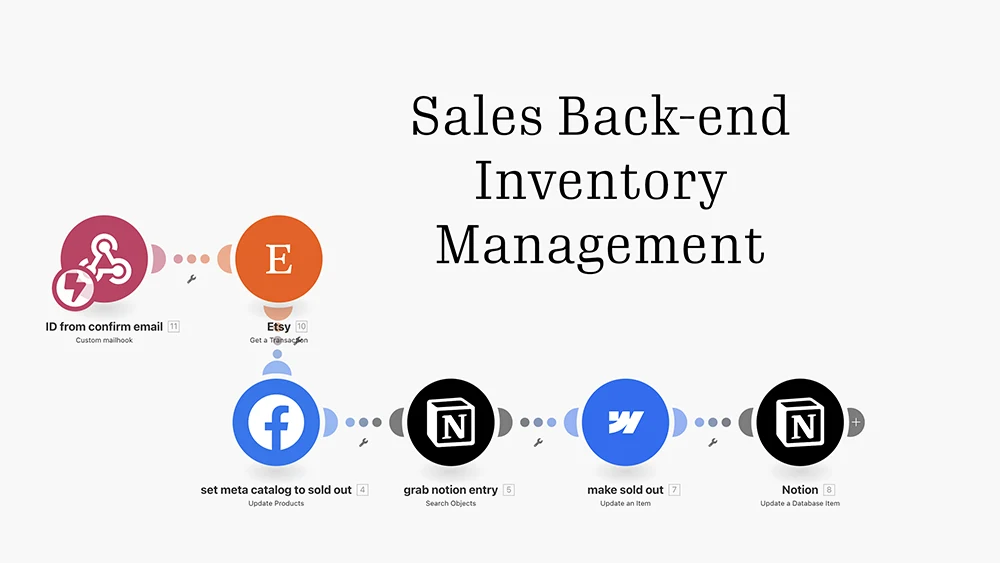 Sales Back-end
Inventory
Management
E
ID from confirm email 11
Custom mailhook
Etsy 10
Get a Transaction
N
N
set meta catalog to sold out 4
Update Products
grab notion entry 5
Search Objects
make sold out 7
Update an Item
Notion 8
Update a Database Item